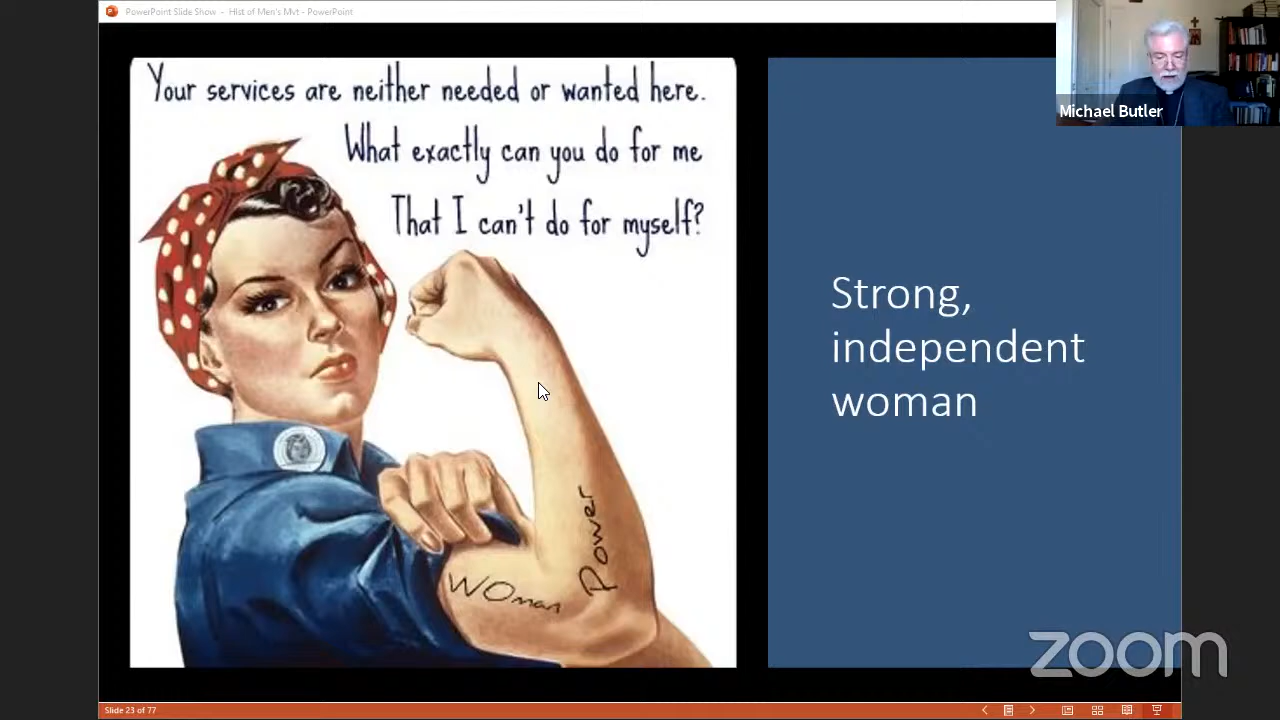 PowerPoint Slide Show - Hist of Men's Mvt - PowerPoint
Michael Butler
Your services are neither needed or wanted here.
What exactly can you do for me
That I can't do for myself?
Strong,
independent
woman
Power
WOman
zoom
Slide 23 of 77